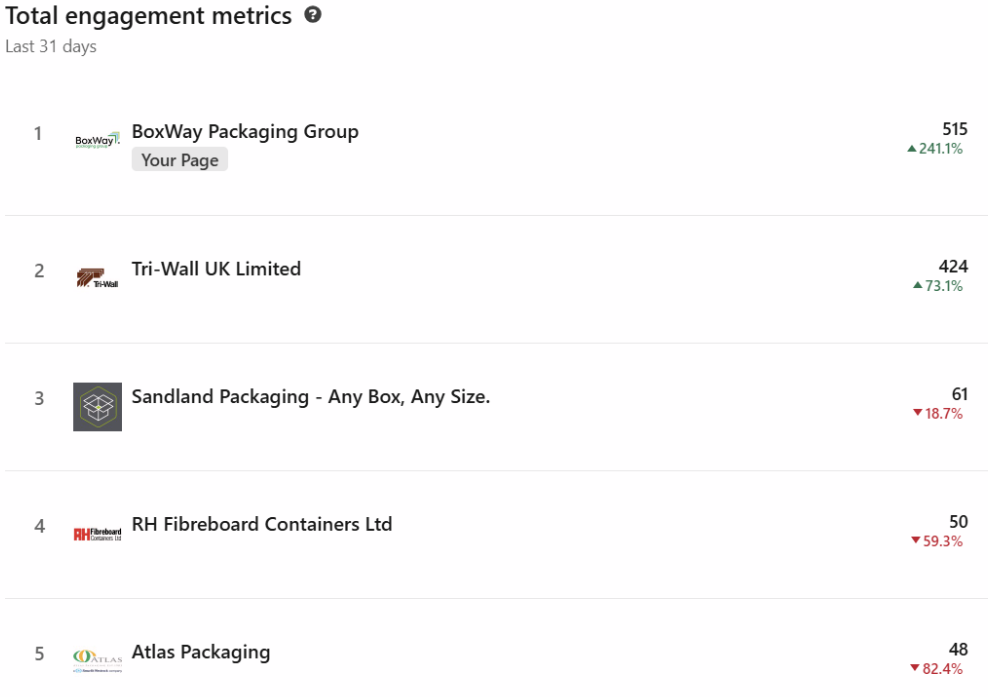 Total engagement metrics ?
Last 31 days
1
BoxWay
packaging group
BoxWay Packaging Group
Your Page
515
▲241.1%
2
Tri-Wall
Tri-Wall UK Limited
424
▲73.1%
3
Sandland Packaging - Any Box, Any Size.
61
▼18.7%
4
RH Fibreboard
Containers Ltd
RH Fibreboard Containers Ltd
50
▼59.3%
5
ATLAS
Atlas Packaging
48
▼82.4%